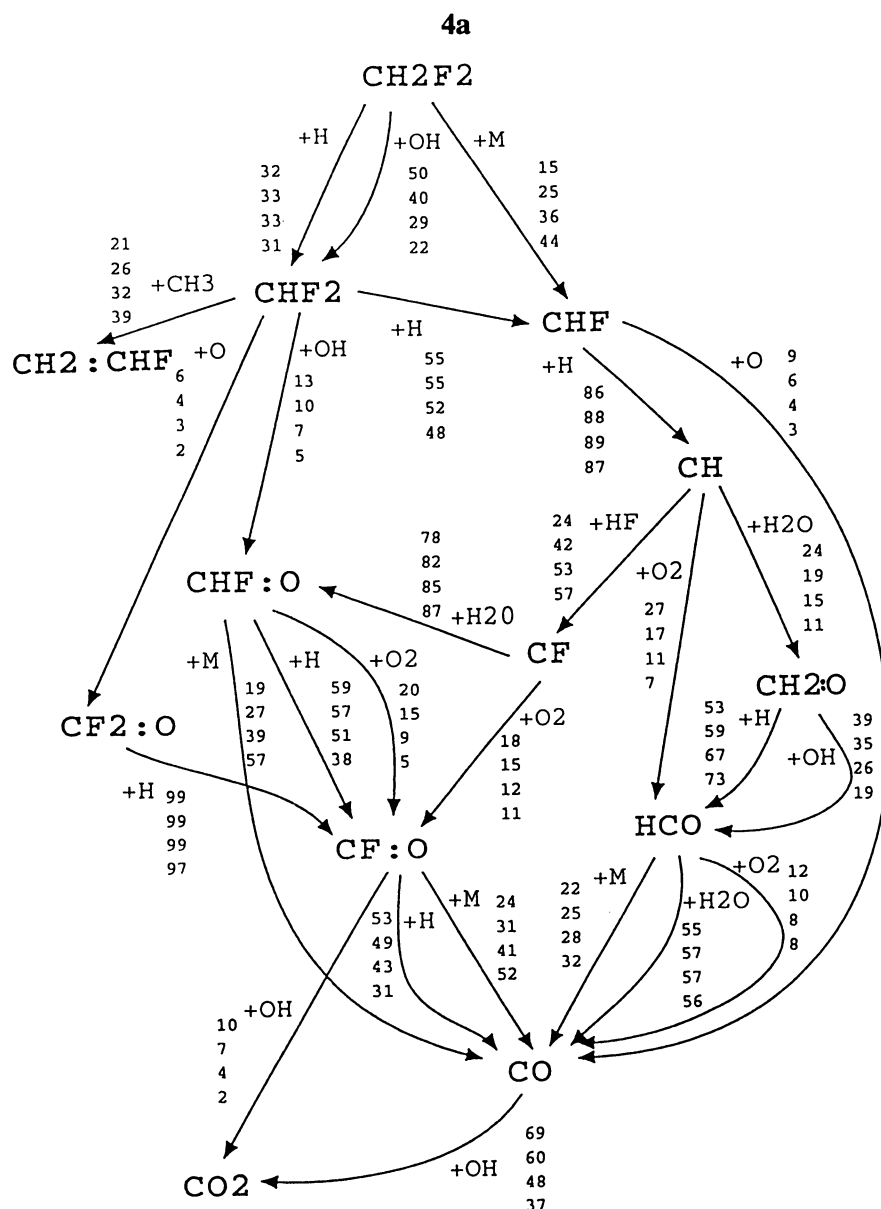 4a
CH2F2
+H
32
33
33
31
+OH
50
40
29
22
+M
15
25
36
44
21
26
32
39
+CH3
CHF2
CHF
CH2:CHF
+O
6
4
3
2
+OH
13
10
7
5
+H
55
55
52
48
+H
86
88
89
87
+O
9
6
4
3
CH
24
42
53
57
+HF
+O2
27
17
11
7
+H2O
24
19
15
11
78
82
85
87
+H20
CHF:O
CF
CH2:O
+M
19
27
39
57
+H
59
57
51
38
+O2
20
15
9
5
+O2
18
15
12
11
53
59
67
73
+H
+OH
39
35
26
19
CF2:O
+H
99
99
99
97
CF:O
HCO
53
49
43
31
+H
+M
24
31
41
52
22
25
28
32
+M
+H2O
55
57
57
56
+O2
12
10
8
8
10
7
4
2
+OH
CO
+OH
69
60
48
37
CO2